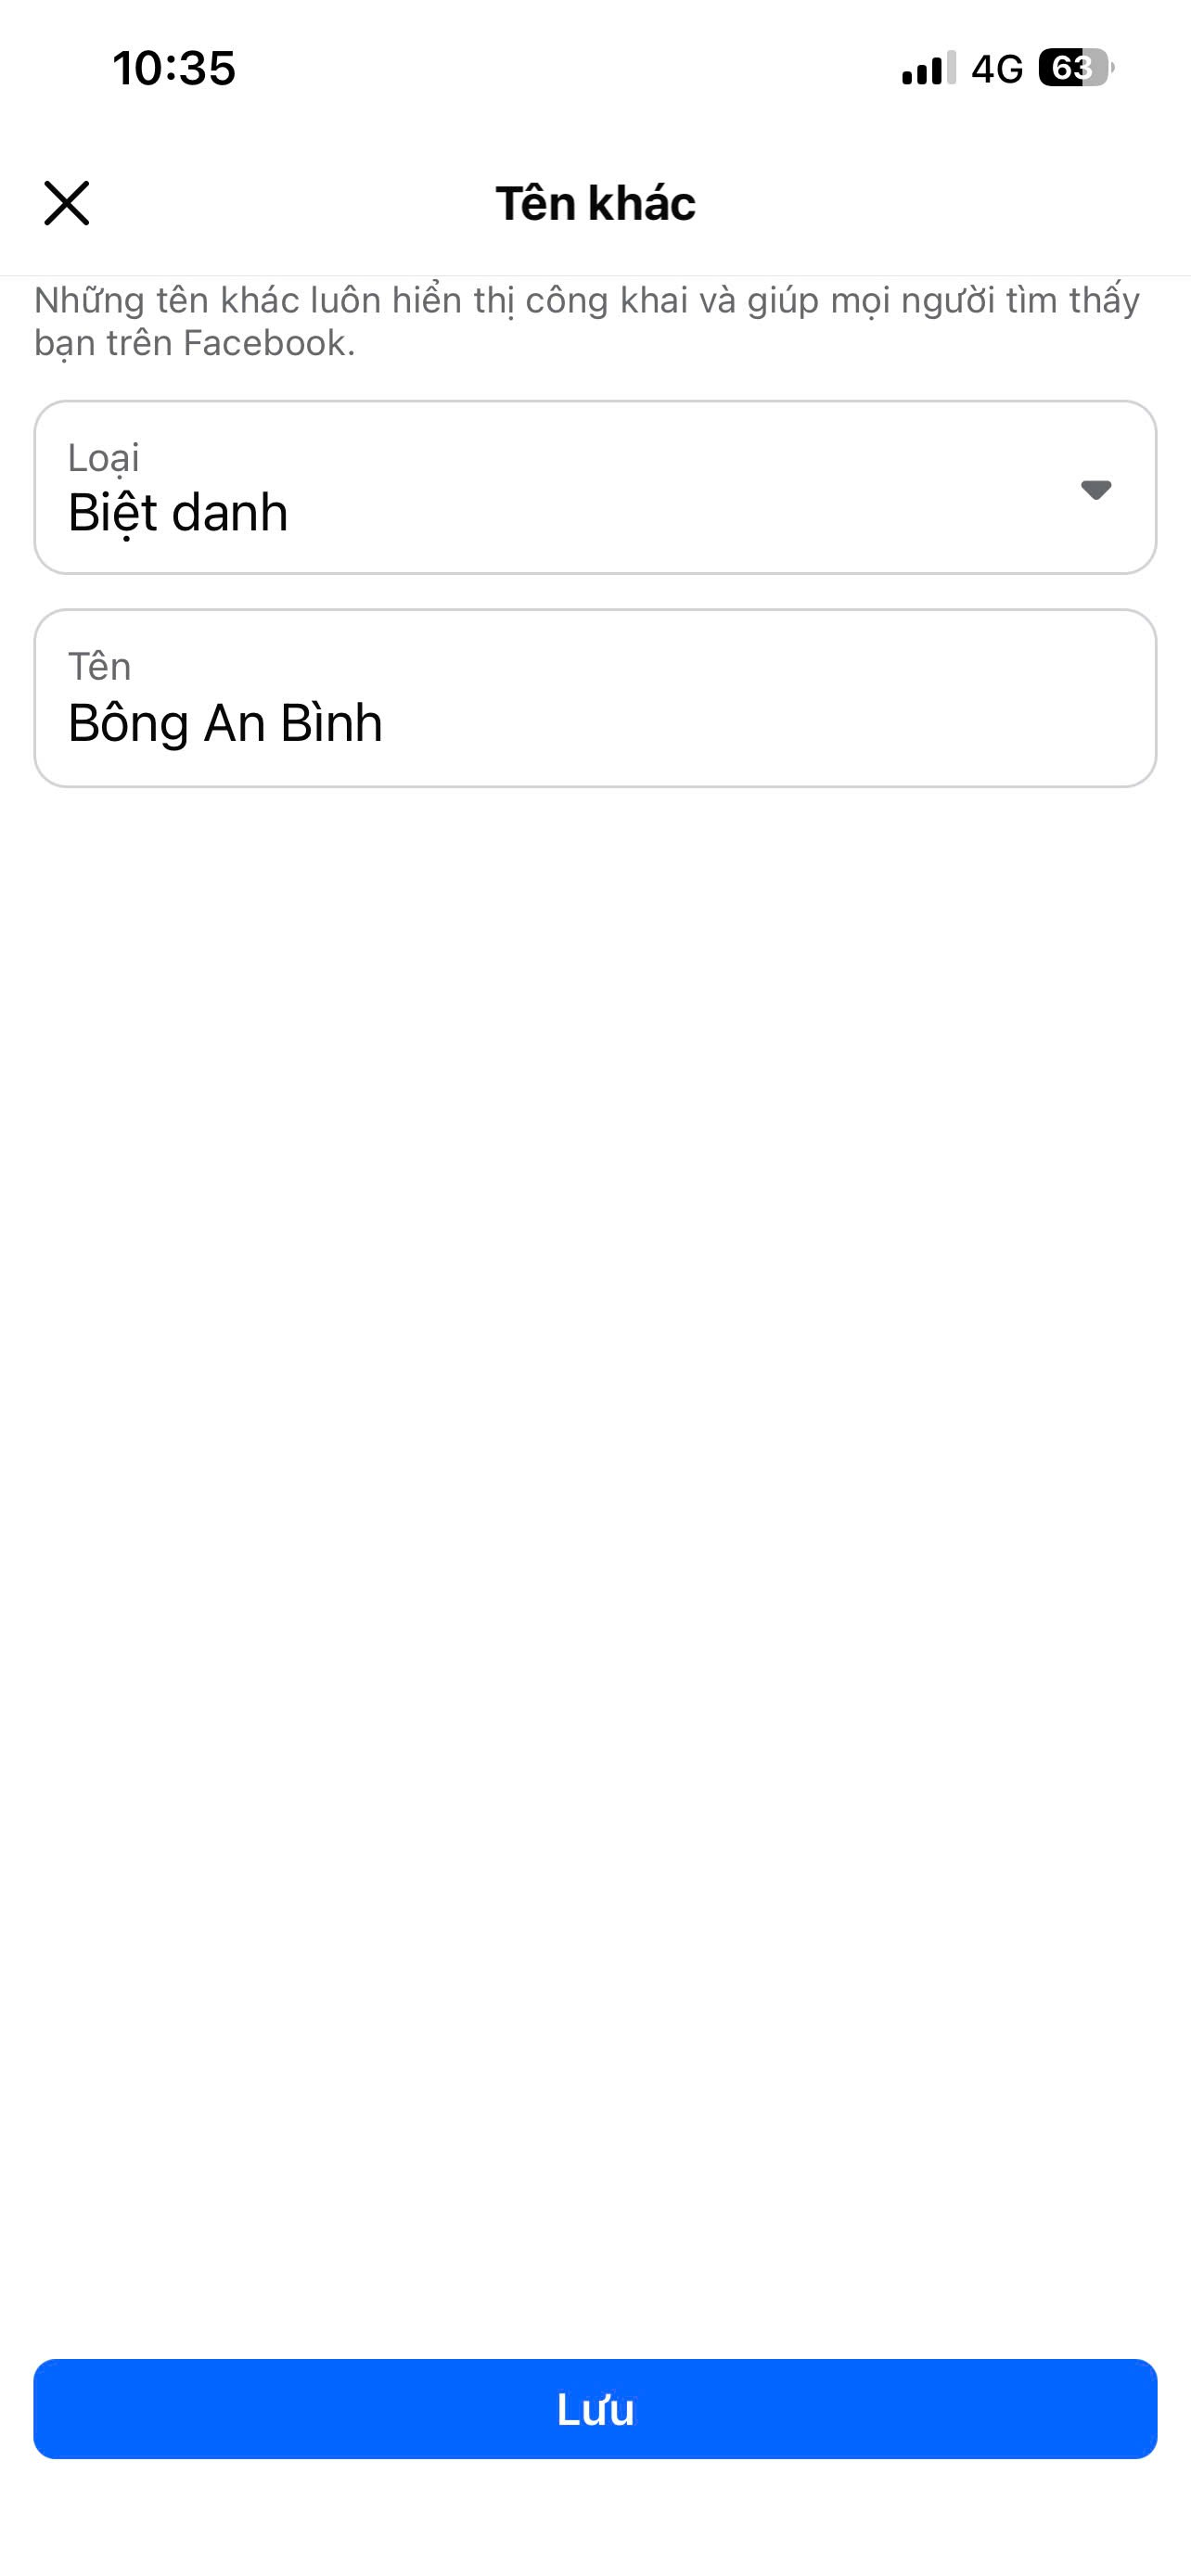 10:35
4G 63
Tên khác
Những tên khác luôn hiển thị công khai và giúp mọi người tìm thấy
bạn trên Facebook.
Loại
Biệt danh
Tên
Bông An Bình
Lưu